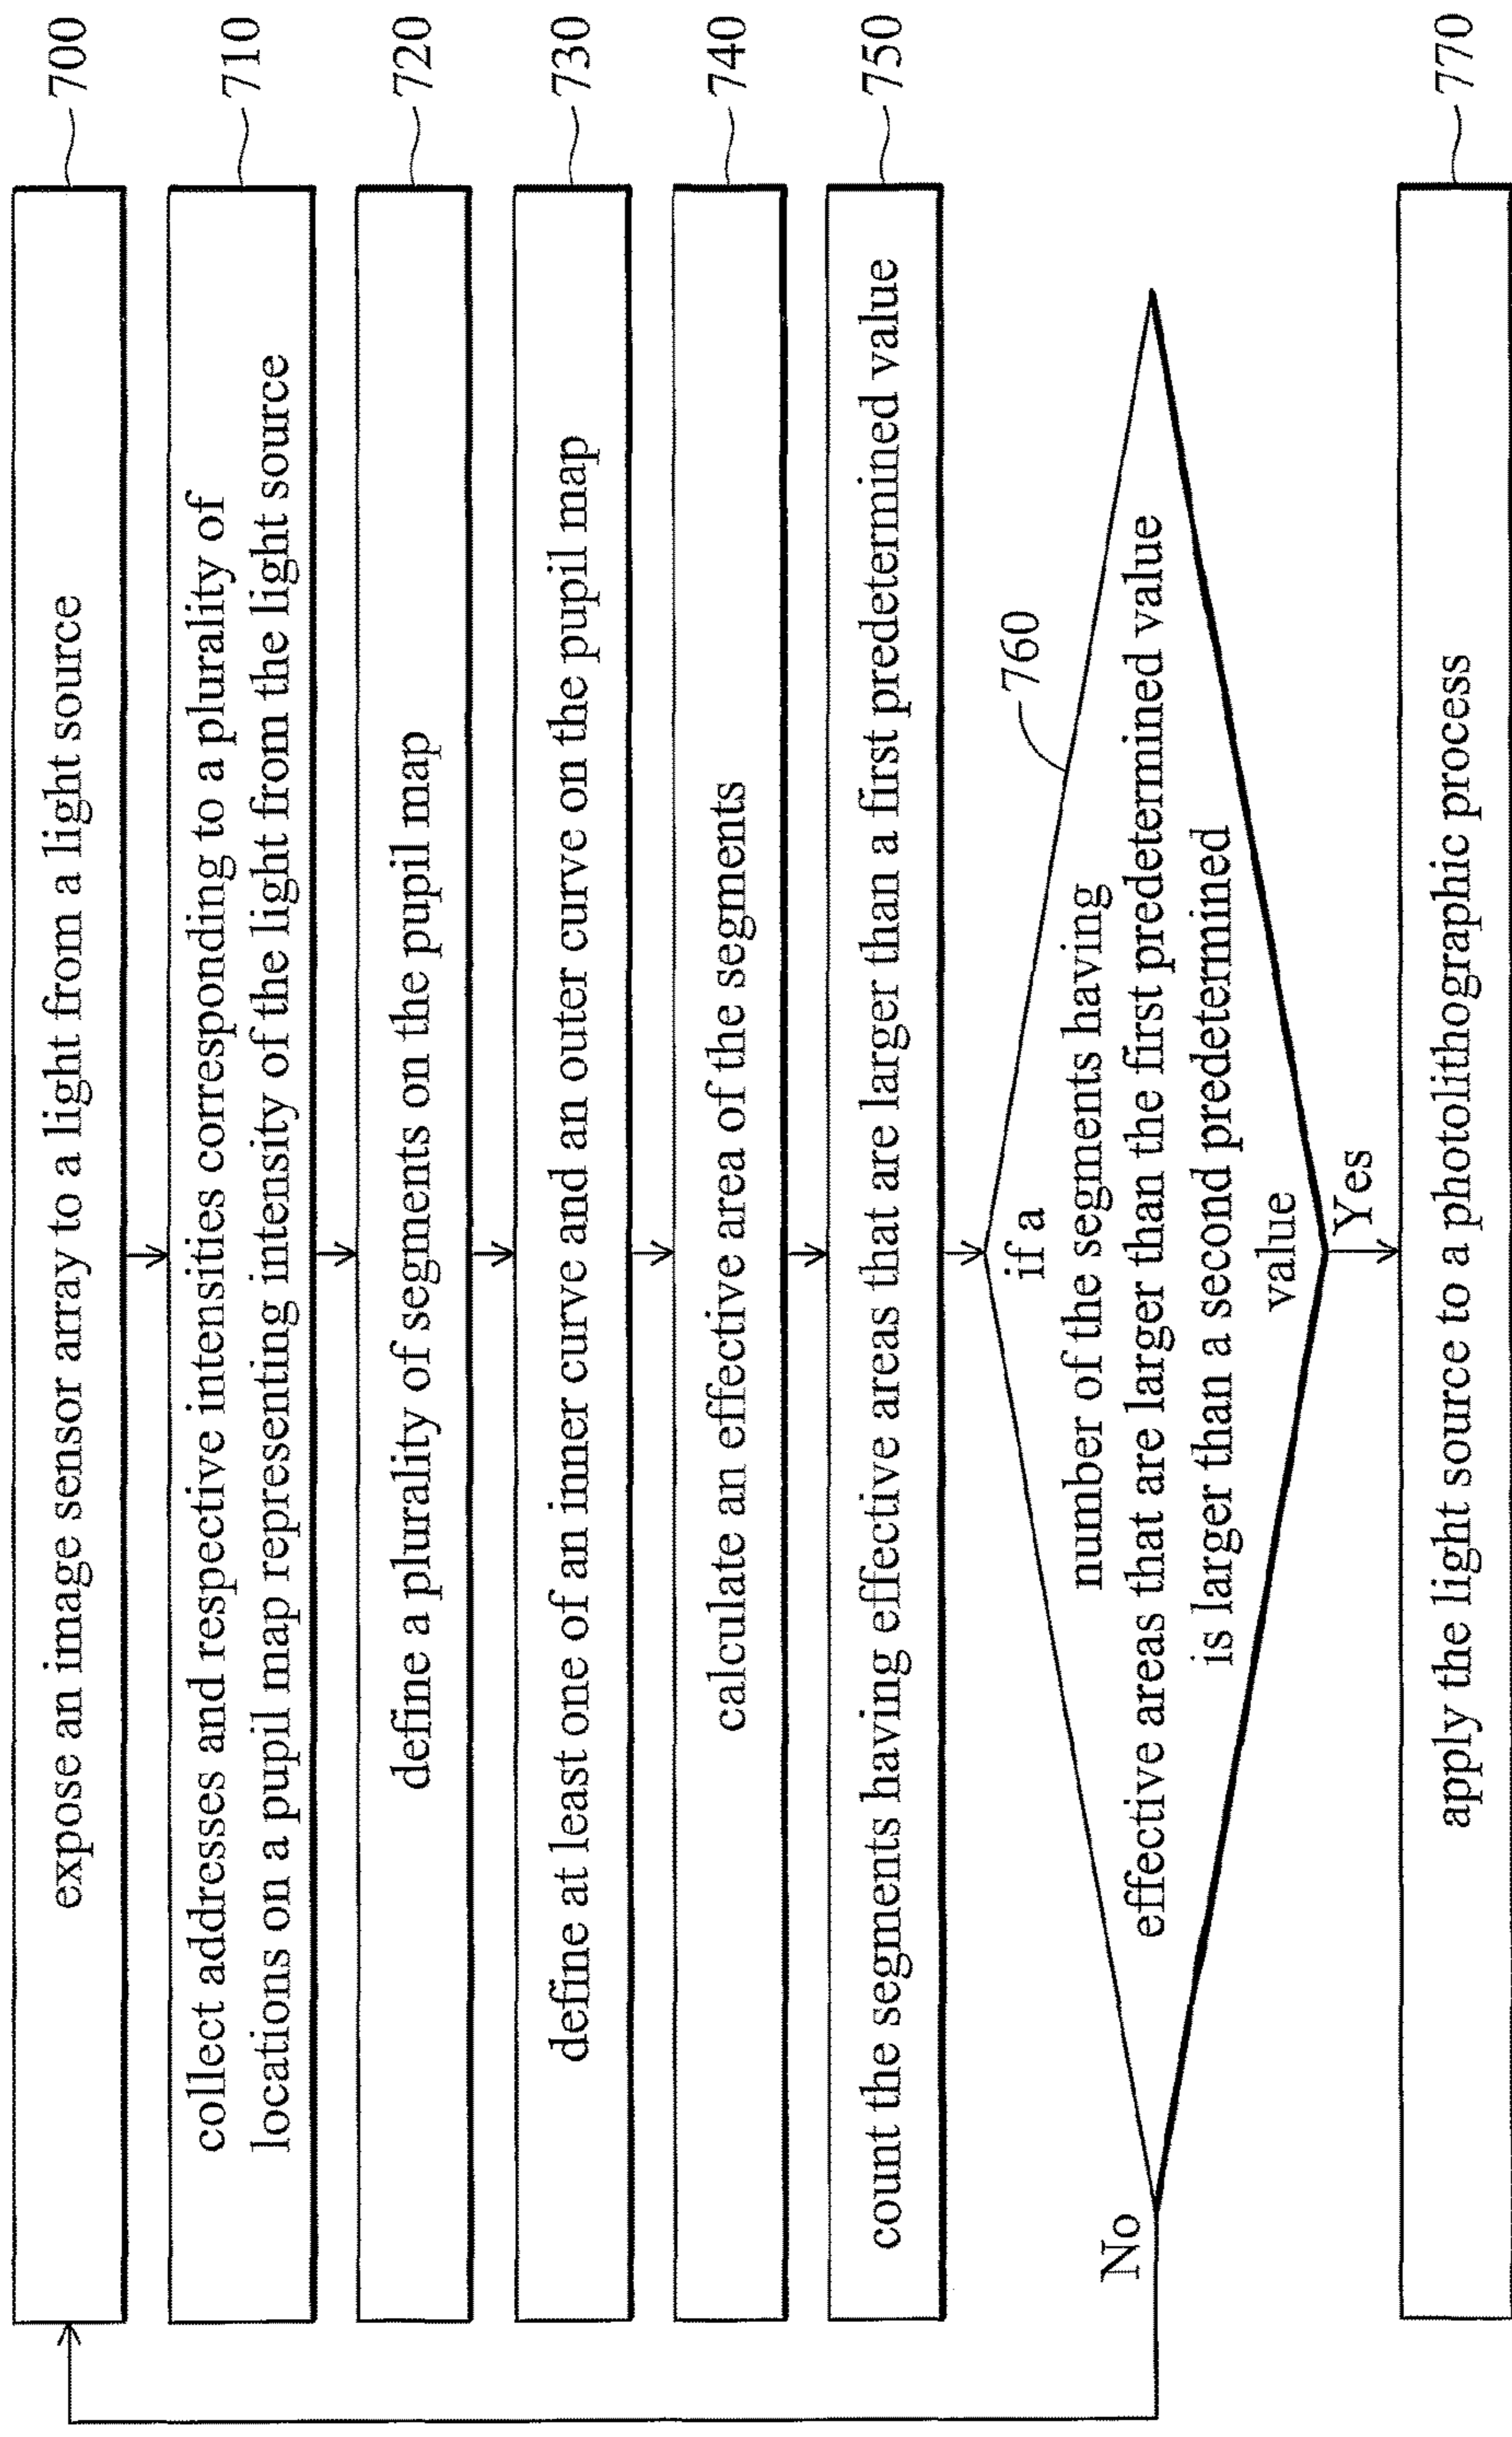 expose an image sensor array to a light from a light source
700
collect addresses and respective intensities corresponding to a plurality of
locations on a pupil map representing intensity of the light from the light source
710
define a plurality of segments on the pupil map
720
define at least one of an inner curve and an outer curve on the pupil map
730
calculate an effective area of the segments
740
count the segments having effective areas that are larger than a first predetermined value
750
760
if a
number of the segments having
effective areas that are larger than the first predetermined value
is larger than a second predetermined
value
No
Yes
apply the light source to a photolithographic process
770